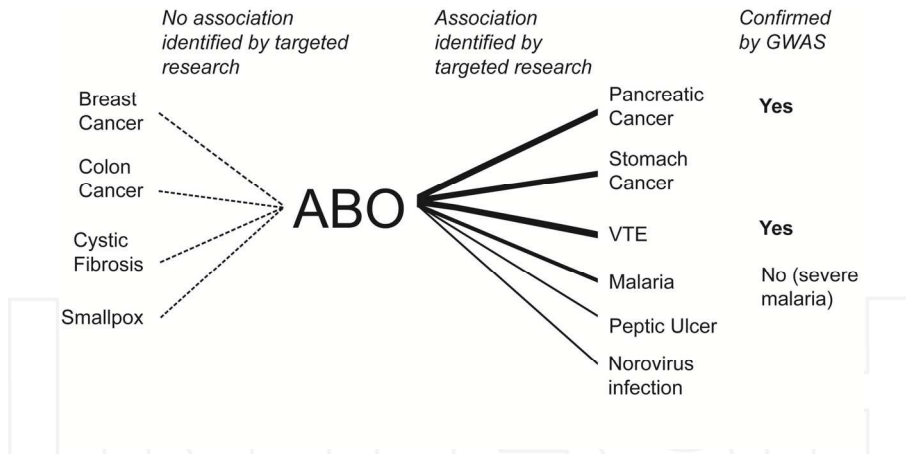 No association
identified by targeted
research
Association
identified by
targeted research
Confirmed
by GWAS
Breast
Cancer
Colon
Cancer
Cystic
Fibrosis
Smallpox
ABO
Pancreatic
Cancer
Yes
Stomach
Cancer
VTE
Yes
Malaria
No (severe
malaria)
Peptic Ulcer
Norovirus
infection